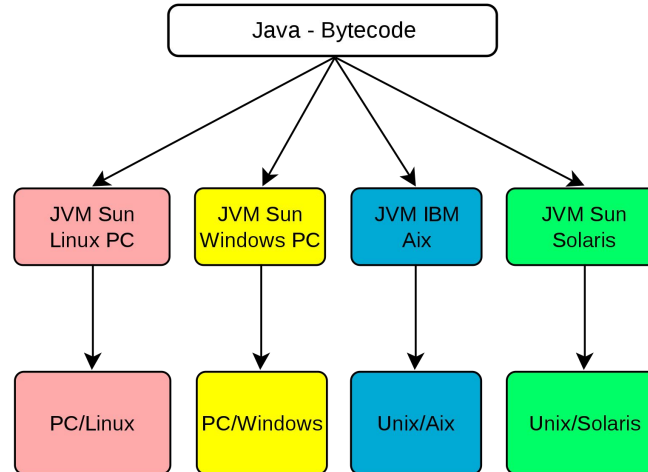 Java - Bytecode
JVM Sun
Linux PC
JVM Sun
Windows PC
JVM IBM
Aix
JVM Sun
Solaris
PC/Linux
PC/Windows
Unix/Aix
Unix/Solaris